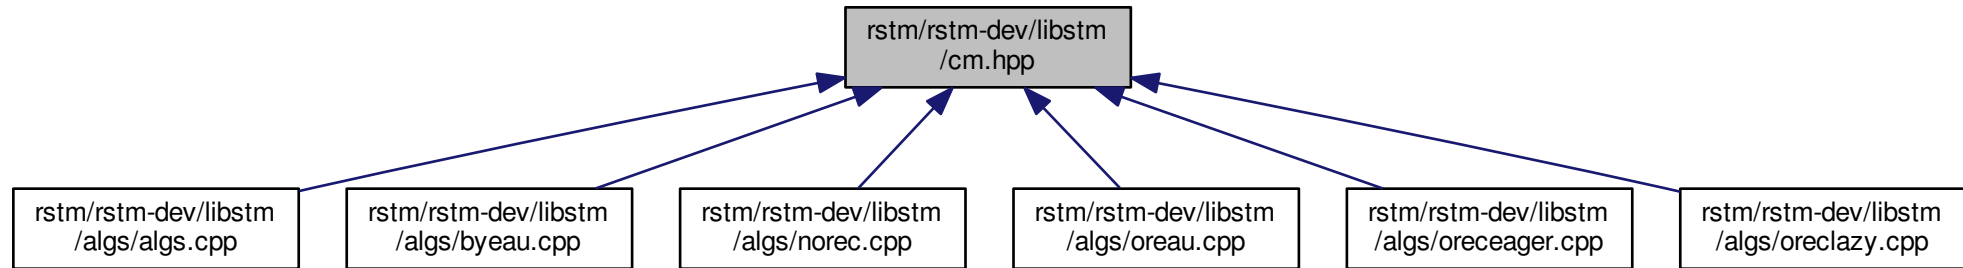 rstm/rstm-dev/libstm
/cm.hpp
rstm/rstm-dev/libstm
/algs/algs.cpp
rstm/rstm-dev/libstm
/algs/byeau.cpp
rstm/rstm-dev/libstm
/algs/norec.cpp
rstm/rstm-dev/libstm
/algs/oreau.cpp
rstm/rstm-dev/libstm
/algs/oreceager.cpp
rstm/rstm-dev/libstm
/algs/oreclazy.cpp